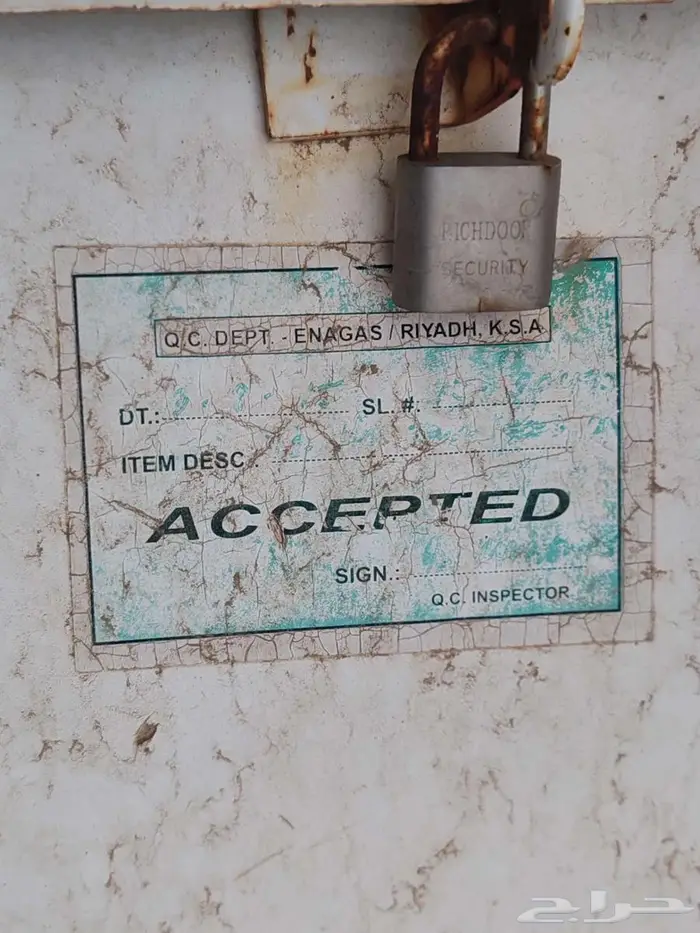 RICHDOOR
SECURITY
Q.C. DEPT. - ENAGAS / RIYADH, K.S.A
DT.:
SL. #:
ITEM DESC.:
ACCEPTED
SIGN.:
Q.C. INSPECTOR
حراج